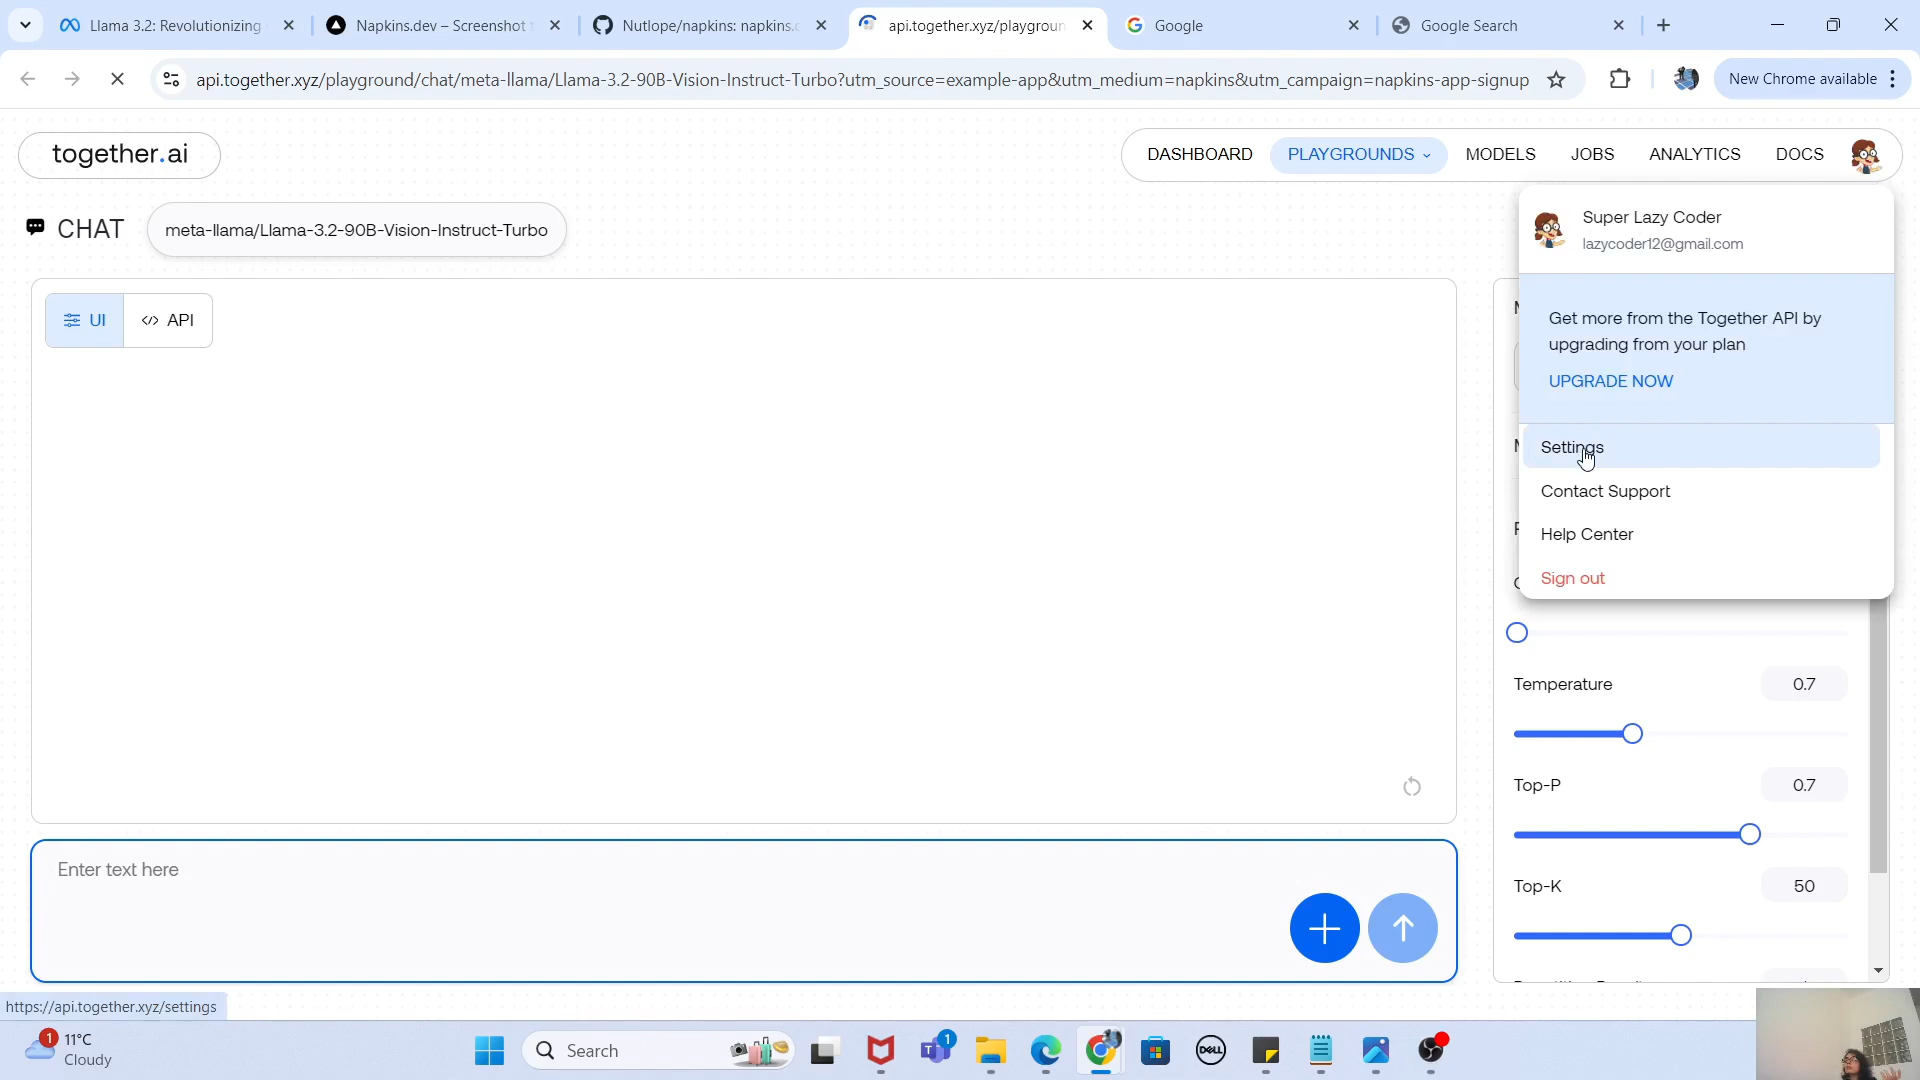 Llama 3.2: Revolutionizing
Napkins.dev – Screenshot
Nutlope/napkins: napkins.
api.together.xyz/playgroun
Google
Google Search
api.together.xyz/playground/chat/meta-llama/Llama-3.2-90B-Vision-Instruct-Turbo?utm_source=example-app&utm_medium=napkins&utm_campaign=napkins-app-signup
New Chrome available
together.ai
DASHBOARD
PLAYGROUNDS
MODELS
JOBS
ANALYTICS
DOCS
CHAT
meta-llama/Llama-3.2-90B-Vision-Instruct-Turbo
Super Lazy Coder
lazycoder12@gmail.com
UI
API
Get more from the Together API by
upgrading from your plan
UPGRADE NOW
Settings
Contact Support
Help Center
Sign out
Temperature
0.7
Top-P
0.7
Top-K
50
Enter text here
https://api.together.xyz/settings
1
11°C
Cloudy
Search
1
DELL